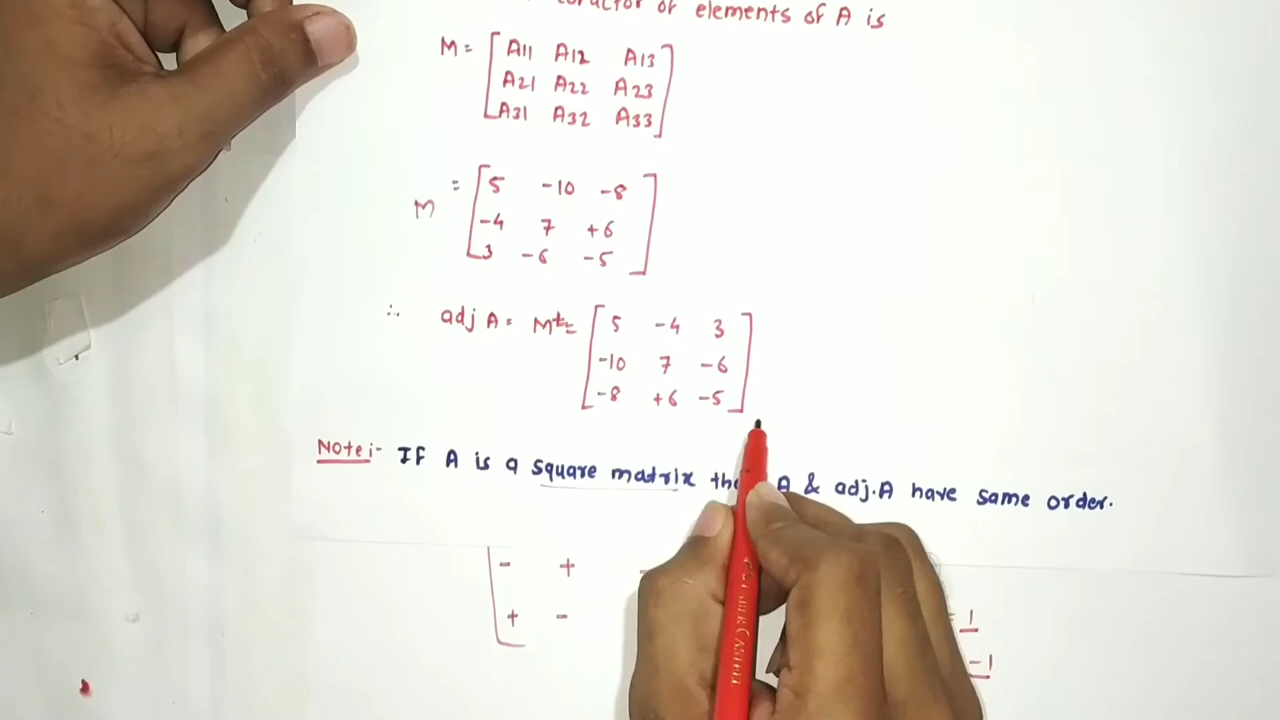 of elements of A is
M = [ A11 A12 A13
A21 A22 A23
A31 A32 A33 ]
M = [ 5 -10 -8
-4 7 +6
3 -6 -5 ]
∴ adj A = Mt = [ 5 -4 3
-10 7 -6
-8 +6 -5 ]
Note:- If A is a square matrix A & adj.A have same order.
- +
+ -
1
-1